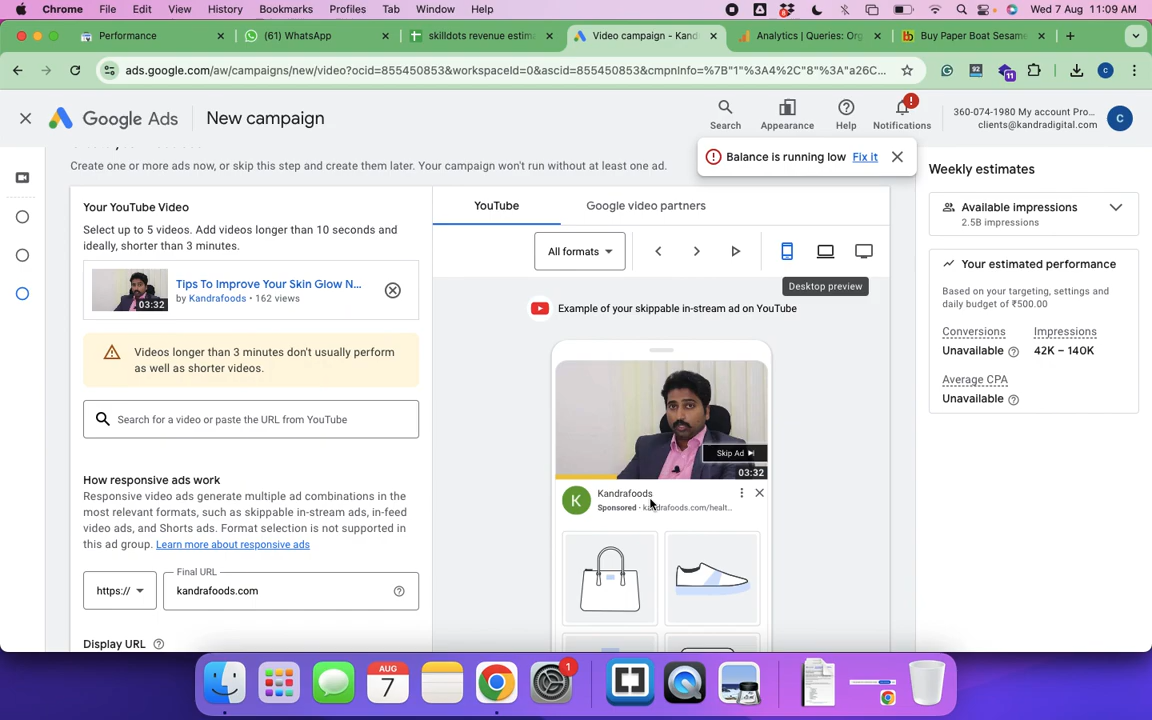 Chrome File Edit View History Bookmarks Profiles Tab Window Help Wed 7 Aug 11:09 AM
Performance (61) WhatsApp skilldots revenue estim Video campaign - Kand Analytics | Queries: Org Buy Paper Boat Sesame
ads.google.com/aw/campaigns/new/video?ocid=855450853&workspaceId=0&ascid=855450853&cmpnInfo=%7B"1"%3A4%2C"8"%3A"a26C... 92 11 C
Google Ads New campaign Search Appearance Help Notifications 360-074-1980 My account Pro...
clients@kandradigital.com C
Create one or more ads now, or skip this step and create them later. Your campaign won't run without at least one ad.
Balance is running low Fix it
Weekly estimates
Your YouTube Video
Select up to 5 videos. Add videos longer than 10 seconds and
ideally, shorter than 3 minutes.
Tips To Improve Your Skin Glow N...
by Kandrafoods • 162 views
03:32
Videos longer than 3 minutes don't usually perform
as well as shorter videos.
Search for a video or paste the URL from YouTube
How responsive ads work
Responsive video ads generate multiple ad combinations in the
most relevant formats, such as skippable in-stream ads, in-feed
video ads, and Shorts ads. Format selection is not supported in
this ad group. Learn more about responsive ads
https:// Final URL
kandrafoods.com
Display URL
YouTube Google video partners
All formats
Desktop preview
Example of your skippable in-stream ad on YouTube
Skip Ad
03:32
K Kandrafoods
Sponsored · kandrafoods.com/healt...
Available impressions
2.5B impressions
Your estimated performance
Based on your targeting, settings and
daily budget of ₹500.00
Conversions Impressions
Unavailable 42K – 140K
Average CPA
Unavailable
AUG
7
1